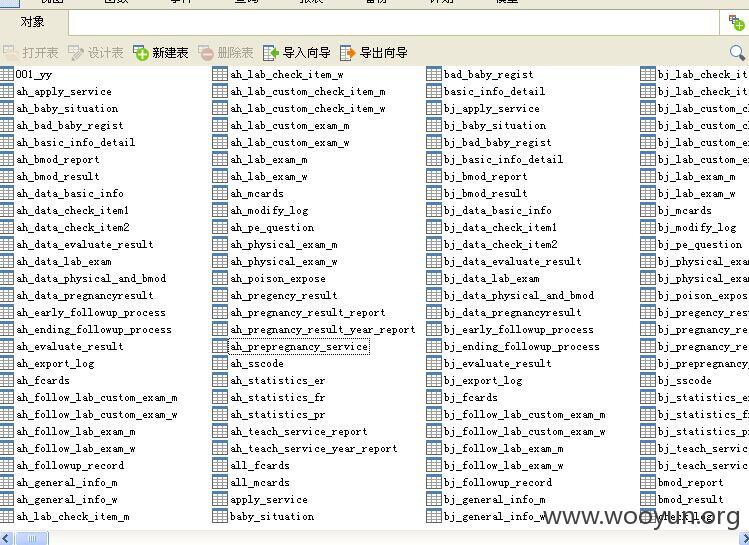 对象
打开表 设计表 新建表 删除表 导入向导 导出向导
001_yy
ah_apply_service
ah_baby_situation
ah_bad_baby_regist
ah_basic_info_detail
ah_bmod_report
ah_bmod_result
ah_data_basic_info
ah_data_check_item1
ah_data_check_item2
ah_data_evaluate_result
ah_data_lab_exam
ah_data_physical_and_bmod
ah_data_pregnancyresult
ah_early_followup_process
ah_ending_followup_process
ah_evaluate_result
ah_export_log
ah_fcards
ah_follow_lab_custom_exam_m
ah_follow_lab_custom_exam_w
ah_follow_lab_exam_m
ah_follow_lab_exam_w
ah_followup_record
ah_general_info_m
ah_general_info_w
ah_lab_check_item_m
ah_lab_check_item_w
ah_lab_custom_check_item_m
ah_lab_custom_check_item_w
ah_lab_custom_exam_m
ah_lab_custom_exam_w
ah_lab_exam_m
ah_lab_exam_w
ah_mcards
ah_modify_log
ah_pe_question
ah_physical_exam_m
ah_physical_exam_w
ah_poison_expose
ah_pregency_result
ah_pregnancy_result_report
ah_pregnancy_result_year_report
ah_prepregnancy_service
ah_sscode
ah_statistics_er
ah_statistics_fr
ah_statistics_pr
ah_teach_service_report
ah_teach_service_year_report
all_fcards
all_mcards
apply_service
baby_situation
bad_baby_regist
basic_info_detail
bj_apply_service
bj_baby_situation
bj_bad_baby_regist
bj_basic_info_detail
bj_bmod_report
bj_bmod_result
bj_data_basic_info
bj_data_check_item1
bj_data_check_item2
bj_data_evaluate_result
bj_data_lab_exam
bj_data_physical_and_bmod
bj_data_pregnancyresult
bj_early_followup_process
bj_ending_followup_process
bj_evaluate_result
bj_export_log
bj_fcards
bj_follow_lab_custom_exam_m
bj_follow_lab_custom_exam_w
bj_follow_lab_exam_m
bj_follow_lab_exam_w
bj_followup_record
bj_general_info_m
bj_general_info_w
bj_lab_check_it
bj_lab_custom_ch
bj_lab_custom_ch
bj_lab_custom_ex
bj_lab_custom_ex
bj_lab_exam_m
bj_lab_exam_w
bj_mcards
bj_modify_log
bj_pe_question
bj_physical_exa
bj_physical_exa
bj_poison_expos
bj_pregency_res
bj_pregnancy_re
bj_pregnancy_re
bj_prepregnancy
bj_sscode
bj_statistics_e
bj_statistics_f
bj_statistics_p
bj_teach_servic
bj_teach_servic
bmod_report
bmod_result
check_log
www.wooyun.org